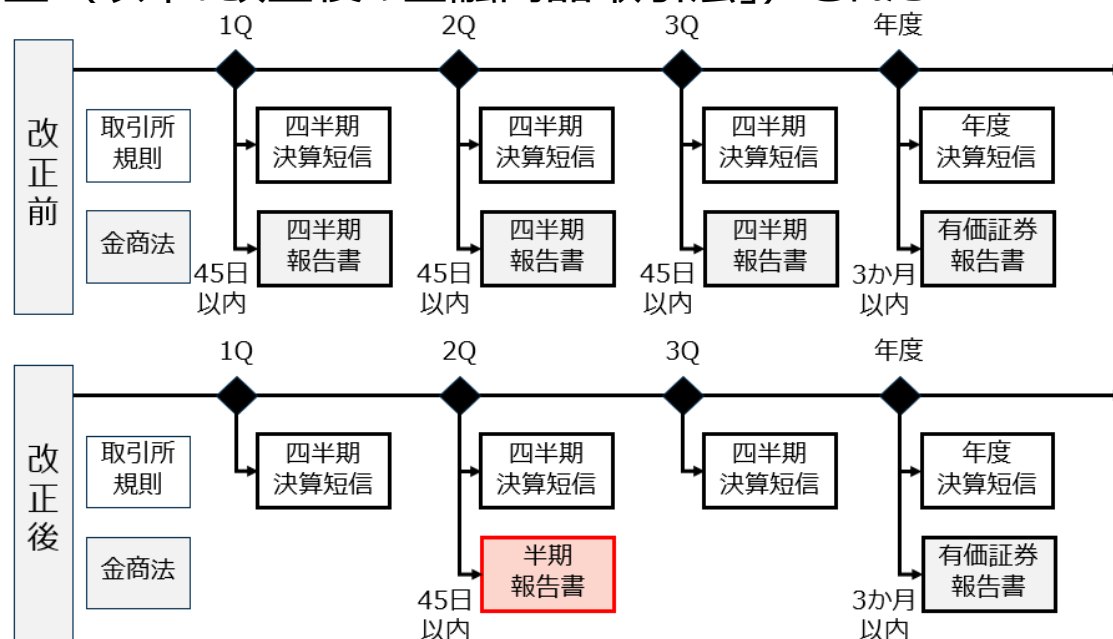 1Q 2Q 3Q 年度
改正前
取引所
規則
四半期
決算短信
四半期
決算短信
四半期
決算短信
年度
決算短信
金商法
四半期
報告書
四半期
報告書
四半期
報告書
有価証券
報告書
45日
以内
45日
以内
45日
以内
3か月
以内
1Q 2Q 3Q 年度
改正後
取引所
規則
四半期
決算短信
四半期
決算短信
四半期
決算短信
年度
決算短信
金商法
半期
報告書
有価証券
報告書
45日
以内
3か月
以内